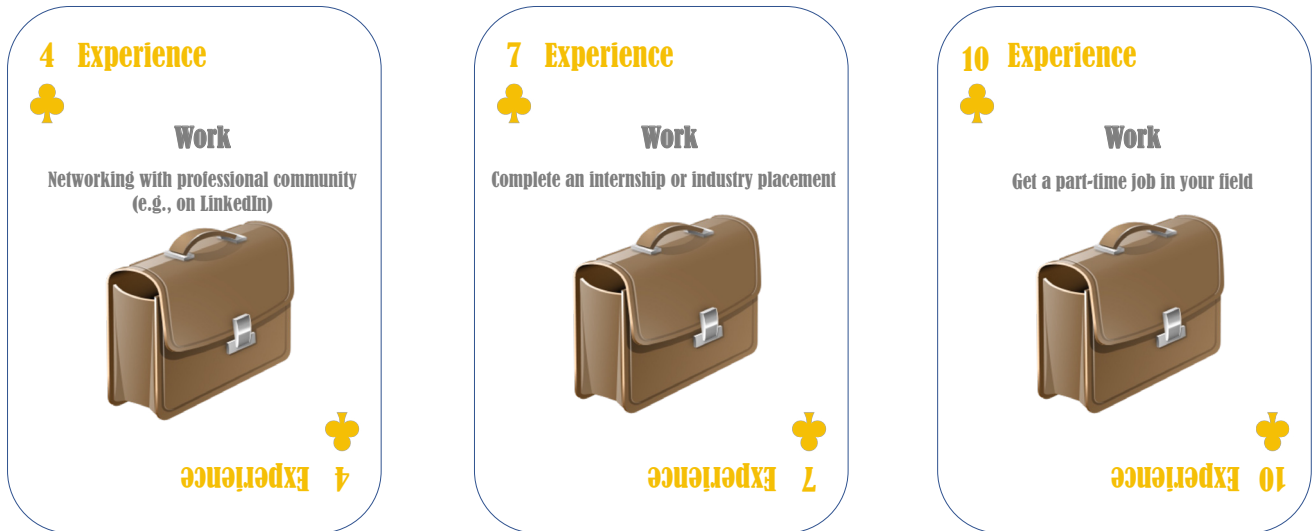 4 Experience
Work
Networking with professional community
(e.g., on LinkedIn)
4 Experience
7 Experience
Work
Complete an internship or industry placement
7 Experience
10 Experience
Work
Get a part-time job in your field
10 Experience